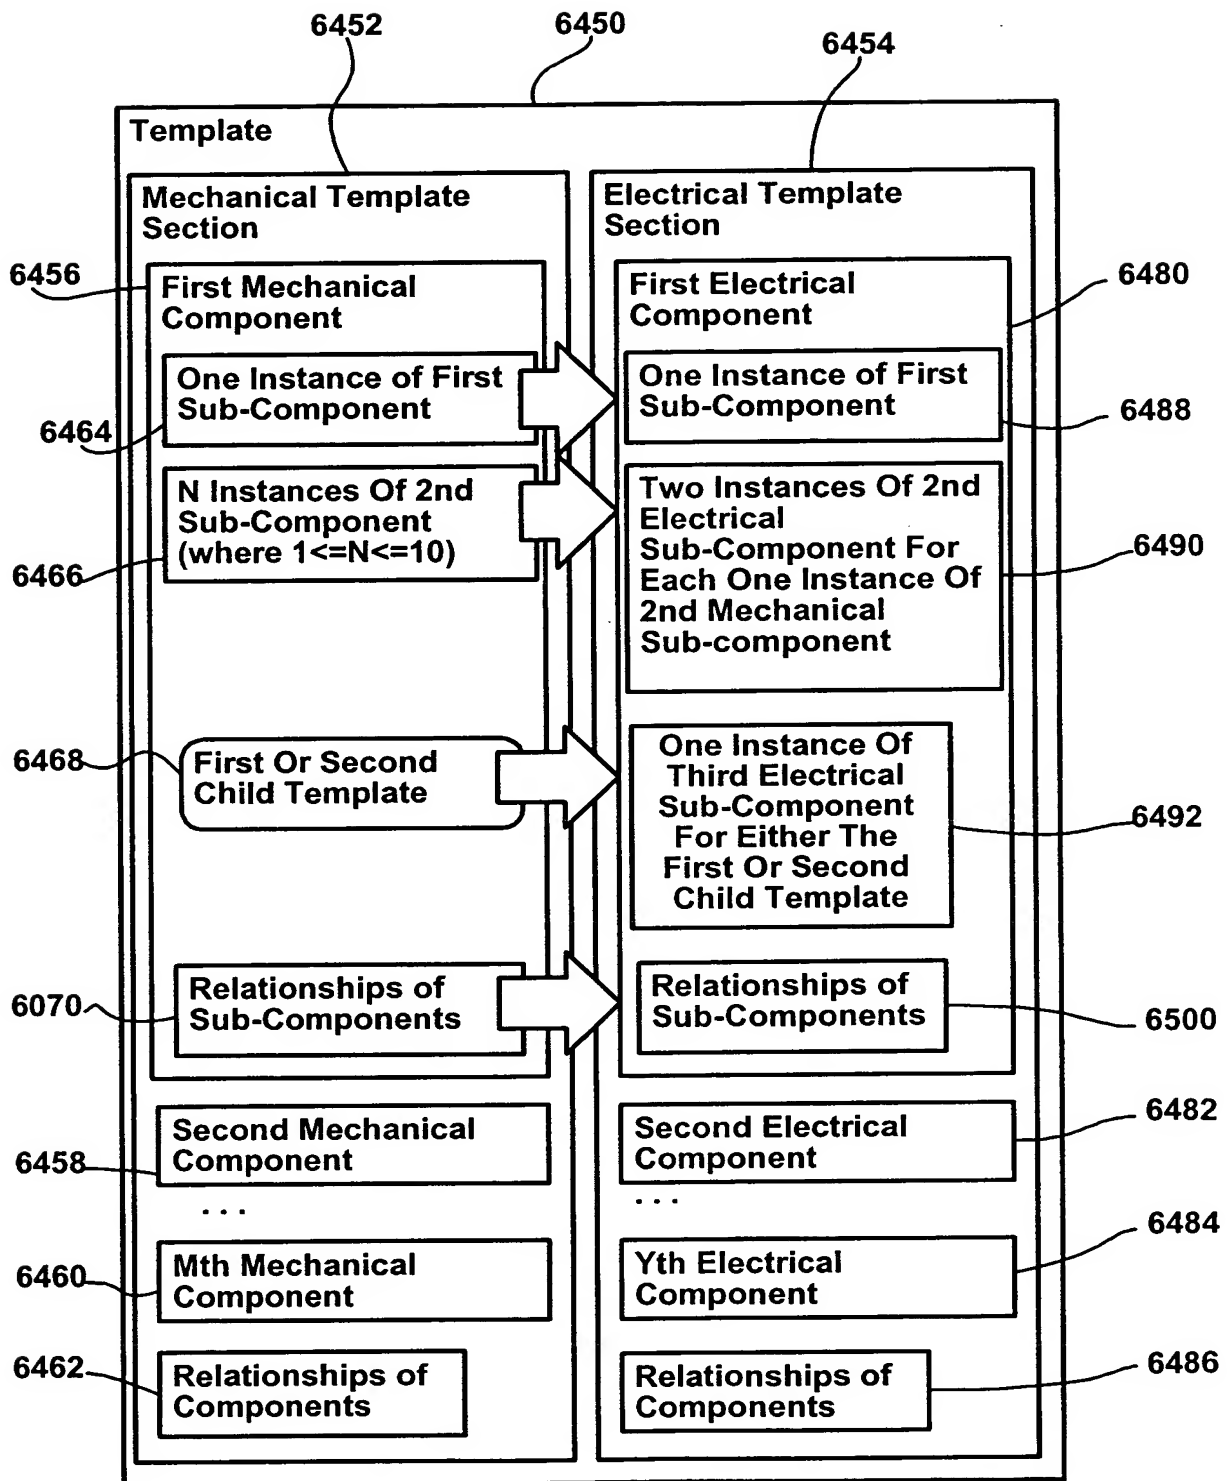 6452
6450
6454
Template
Mechanical Template
Section
Electrical Template
Section
6456
First Mechanical
Component
First Electrical
Component
6480
One Instance of First
Sub-Component
One Instance of First
Sub-Component
6464
6488
N Instances Of 2nd
Sub-Component
(where 1<=N<=10)
6466
Two Instances Of 2nd
Electrical
Sub-Component For
Each One Instance Of
2nd Mechanical
Sub-component
6490
6468
First Or Second
Child Template
One Instance Of
Third Electrical
Sub-Component
For Either The
First Or Second
Child Template
6492
6070
Relationships of
Sub-Components
Relationships of
Sub-Components
6500
Second Mechanical
Component
6458
Second Electrical
Component
6482
. . .
. . .
6460
Mth Mechanical
Component
Yth Electrical
Component
6484
6462
Relationships of
Components
Relationships of
Components
6486